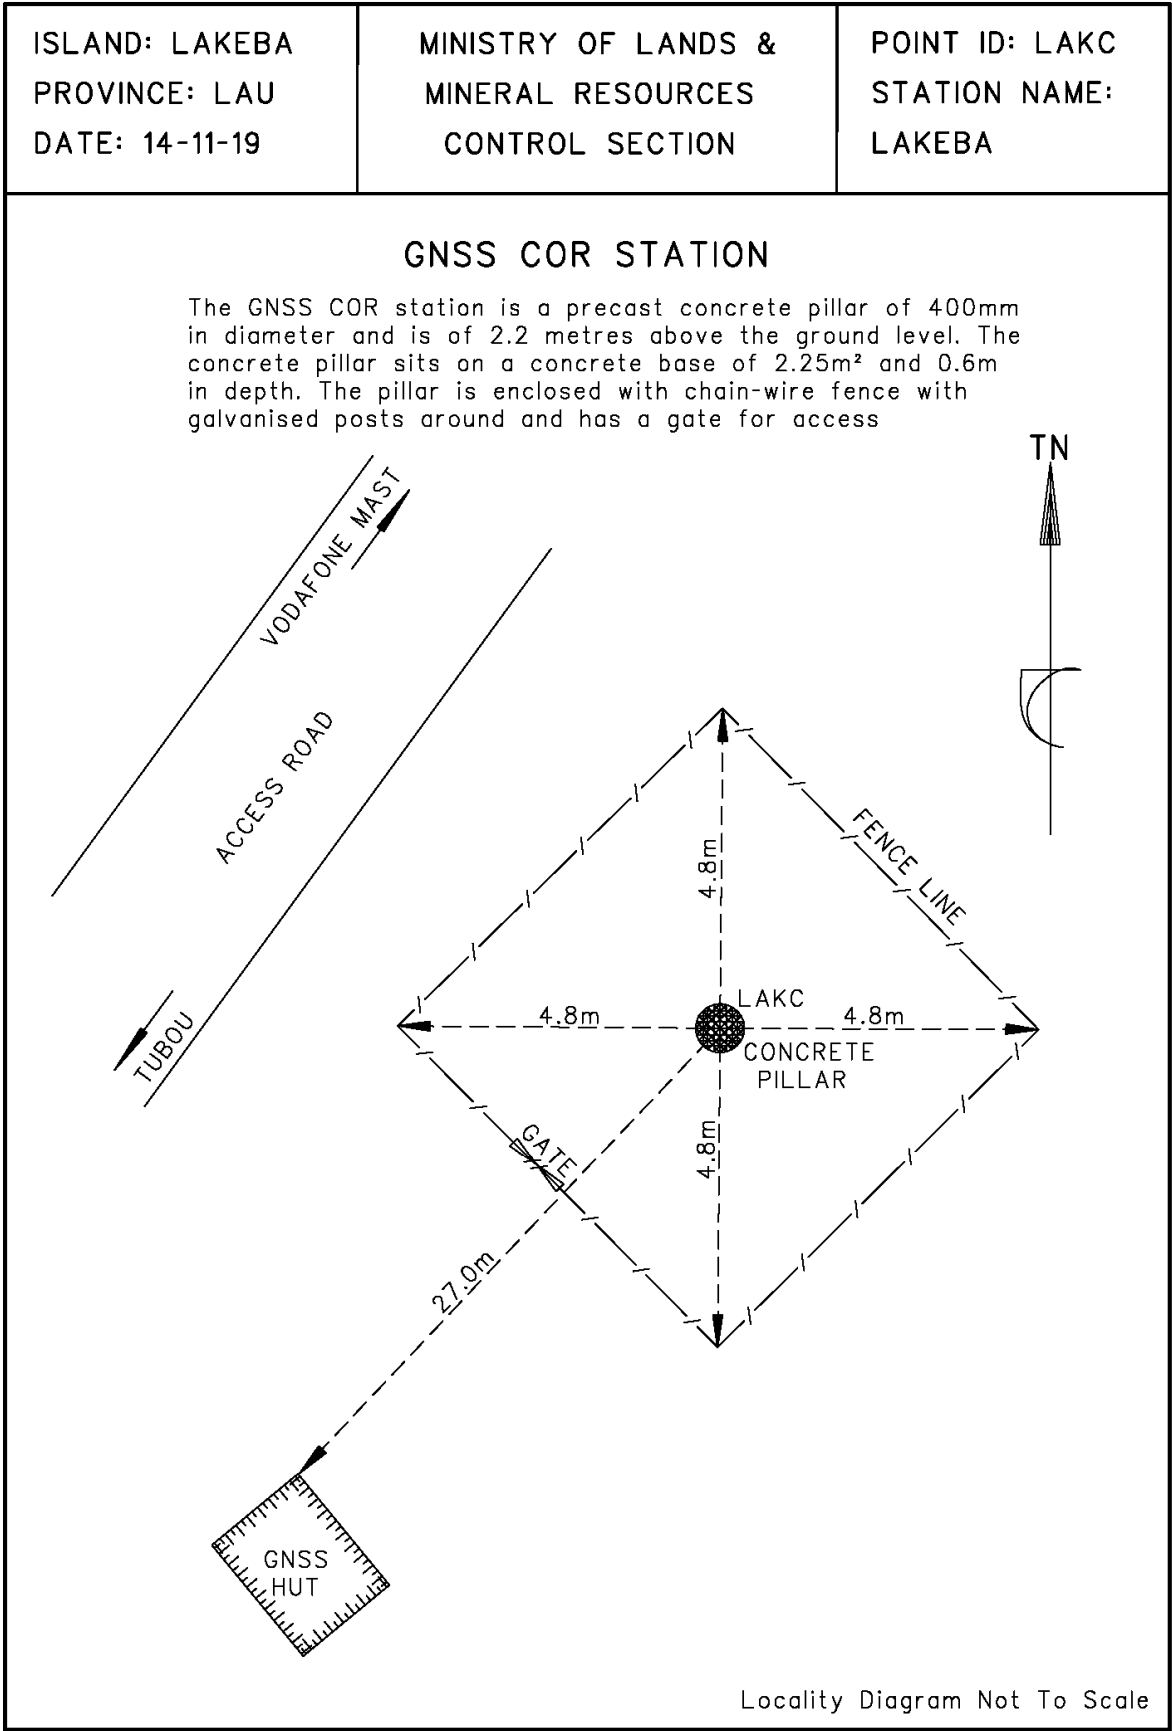 ISLAND: LAKEBA
PROVINCE: LAU
DATE: 14-11-19
MINISTRY OF LANDS &
MINERAL RESOURCES
CONTROL SECTION
POINT ID: LAKC
STATION NAME:
LAKEBA
GNSS COR STATION
The GNSS COR station is a precast concrete pillar of 400mm
in diameter and is of 2.2 metres above the ground level. The
concrete pillar sits on a concrete base of 2.25m² and 0.6m
in depth. The pillar is enclosed with chain-wire fence with
galvanised posts around and has a gate for access
TN
VODAFONE MAST
ACCESS ROAD
TUBOU
FENCE LINE
4.8m
LAKC
4.8m
4.8m
CONCRETE
PILLAR
4.8m
GATE
27.0m
GNSS
HUT
Locality Diagram Not To Scale